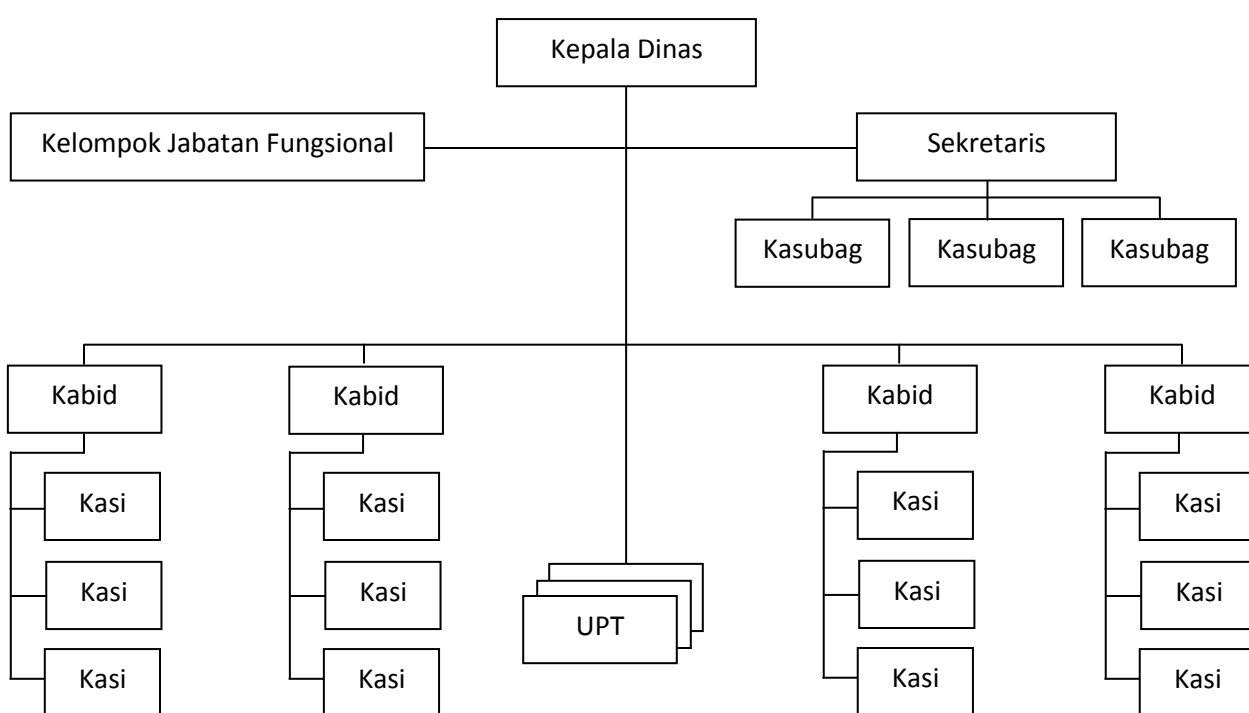 Kepala Dinas
Kelompok Jabatan Fungsional
Sekretaris
Kasubag
Kasubag
Kasubag
Kabid
Kabid
Kabid
Kabid
Kasi
Kasi
Kasi
Kasi
Kasi
Kasi
Kasi
Kasi
UPT
Kasi
Kasi
Kasi
Kasi